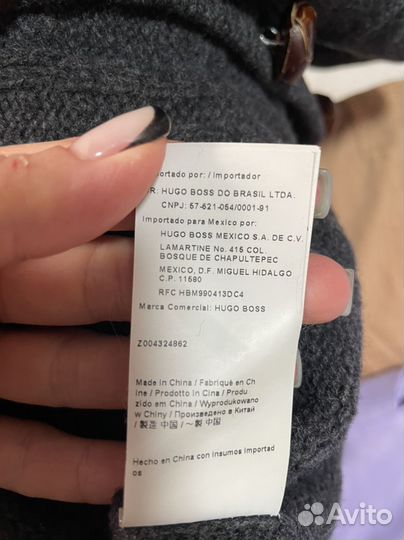 ortado por: / Importador
R: HUGO BOSS DO BRASIL LTDA.
CNPJ: 57-621-054/0001-91
Importado para Mexico por:
HUGO BOSS MEXICO S.A. DE C.V.
LAMARTINE No. 415 COL.
BOSQUE DE CHAPULTEPEC
MEXICO, D.F. MIGUEL HIDALGO
C.P. 11580
RFC HBM990413DC4
Marca Comercial: HUGO BOSS
Z004324862
Made in China / Fabriqué en Ch
ine / Prodotto in Cina / Produ
zido em China / Wyprodukowano
w Chiny / Произведено в Китай
/ 製造 中国 / ～製 中国
Hecho en China con insumos importad
os
Avito